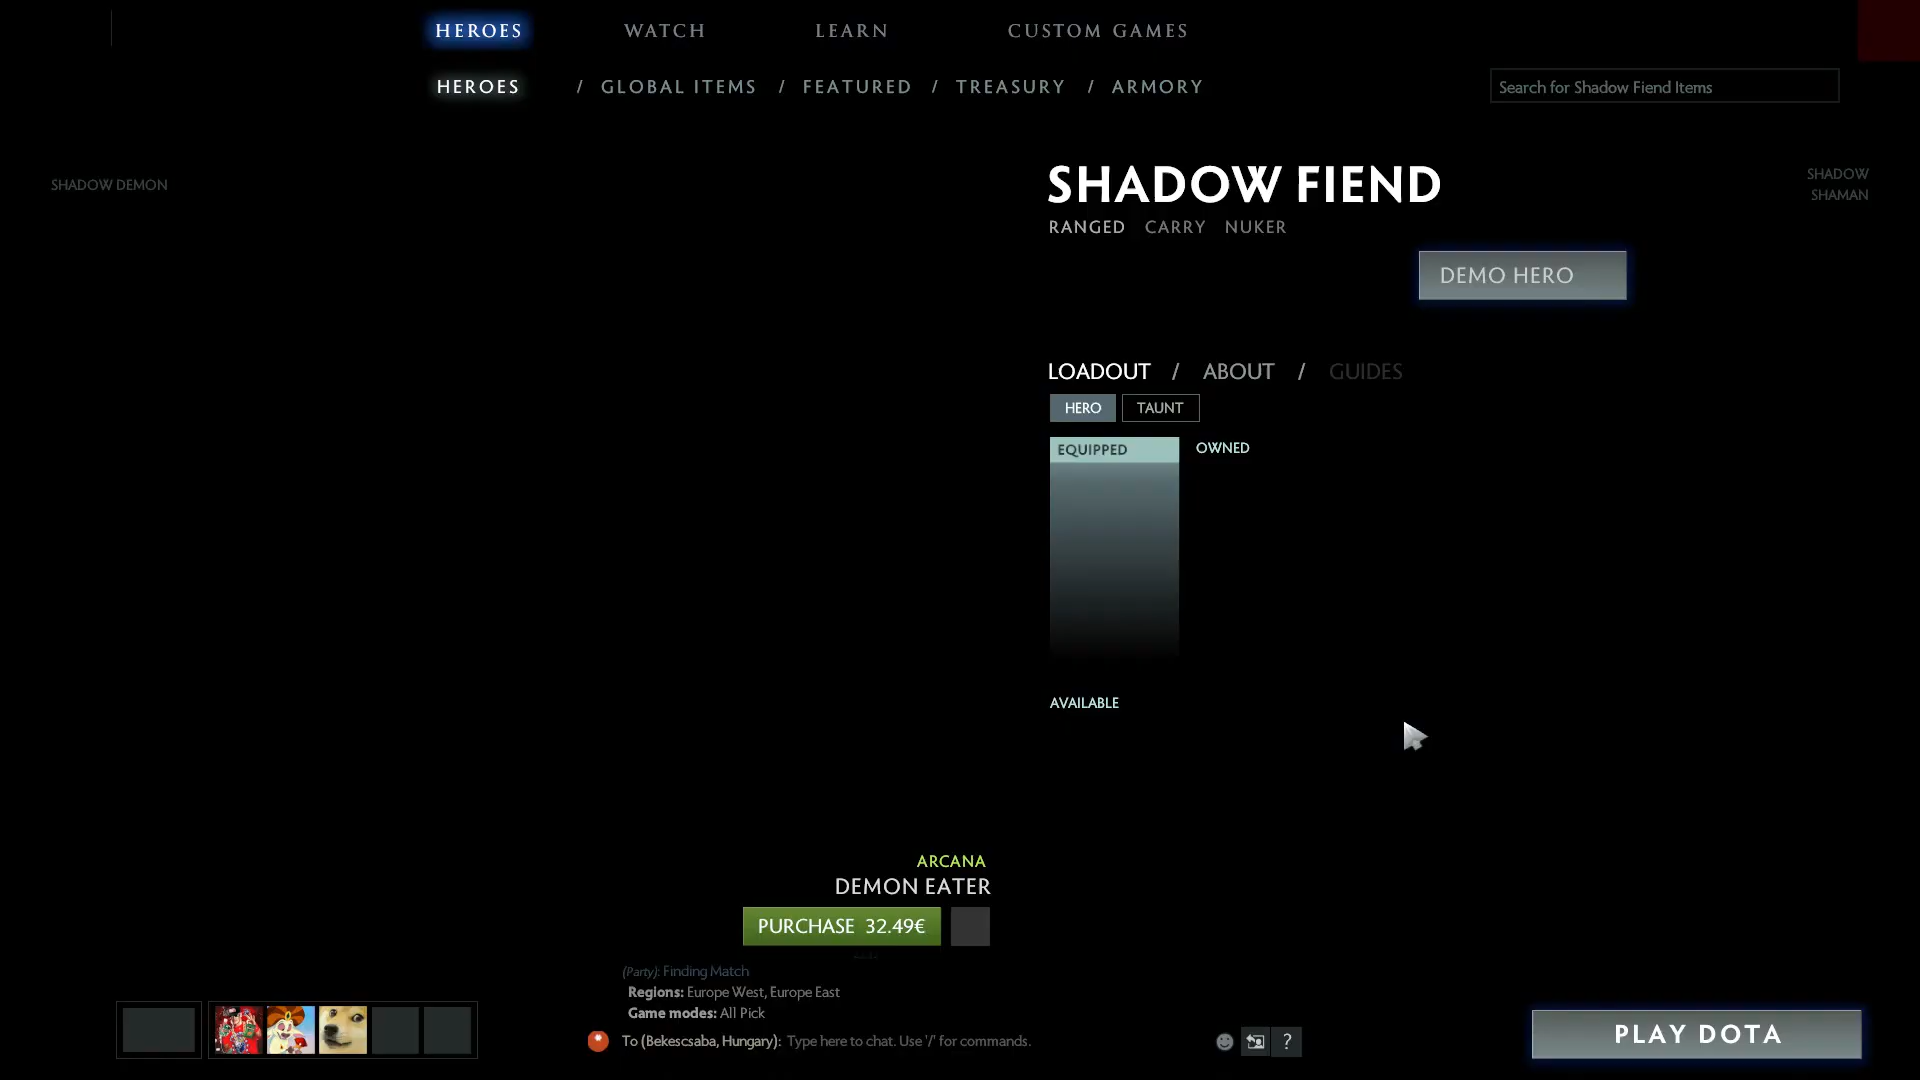 HEROES WATCH LEARN CUSTOM GAMES
HEROES / GLOBAL ITEMS / FEATURED / TREASURY / ARMORY
Search for Shadow Fiend Items
SHADOW DEMON
SHADOW FIEND
SHADOW
SHAMAN
RANGED CARRY NUKER
DEMO HERO
LOADOUT / ABOUT / GUIDES
HERO TAUNT
EQUIPPED
OWNED
AVAILABLE
ARCANA
DEMON EATER
PURCHASE 32.49€
(Party): Finding Match
Regions: Europe West, Europe East
Game modes: All Pick
To (Bekescsaba, Hungary): Type here to chat. Use '/' for commands.
?
PLAY DOTA